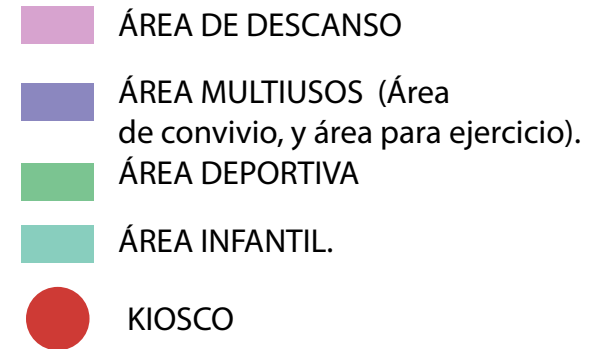 ÁREA DE DESCANSO
ÁREA MULTIUSOS (Área
de convivio, y área para ejercicio).
ÁREA DEPORTIVA
ÁREA INFANTIL.
KIOSCO